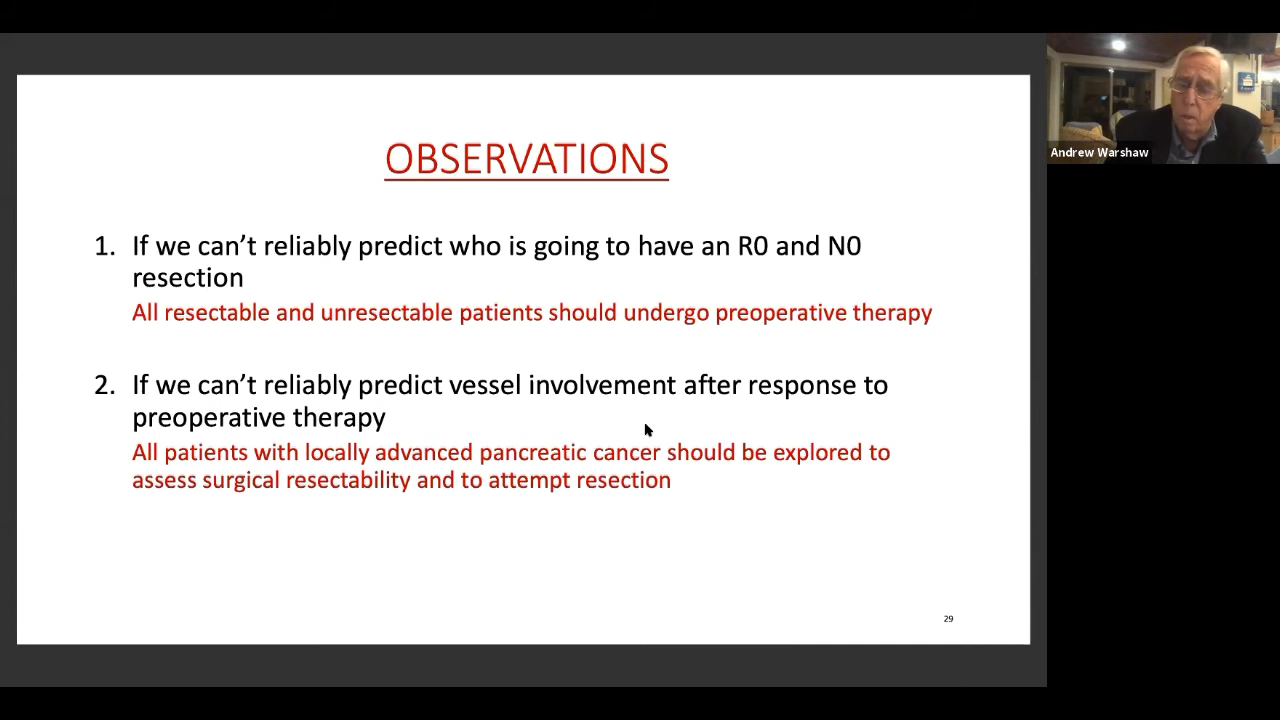 OBSERVATIONS
1. If we can’t reliably predict who is going to have an R0 and N0
resection
All resectable and unresectable patients should undergo preoperative therapy
2. If we can’t reliably predict vessel involvement after response to
preoperative therapy
All patients with locally advanced pancreatic cancer should be explored to
assess surgical resectability and to attempt resection
29
Andrew Warshaw